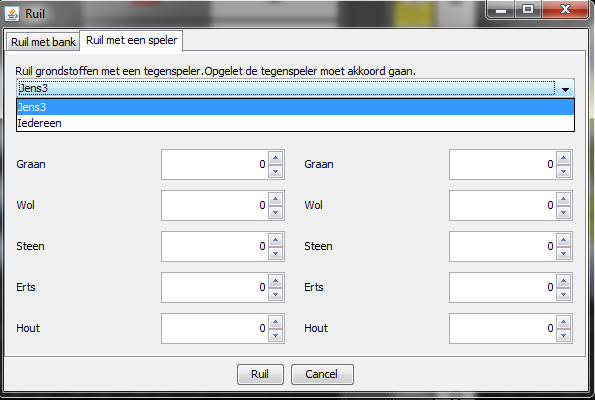 Ruil
Ruil met bank Ruil met een speler
Ruil grondstoffen met een tegenspeler.Opgelet de tegenspeler moet akkoord gaan.
Jens3
Jens3
Iedereen
Graan 0 Graan 0
Wol 0 Wol 0
Steen 0 Steen 0
Erts 0 Erts 0
Hout 0 Hout 0
Ruil Cancel